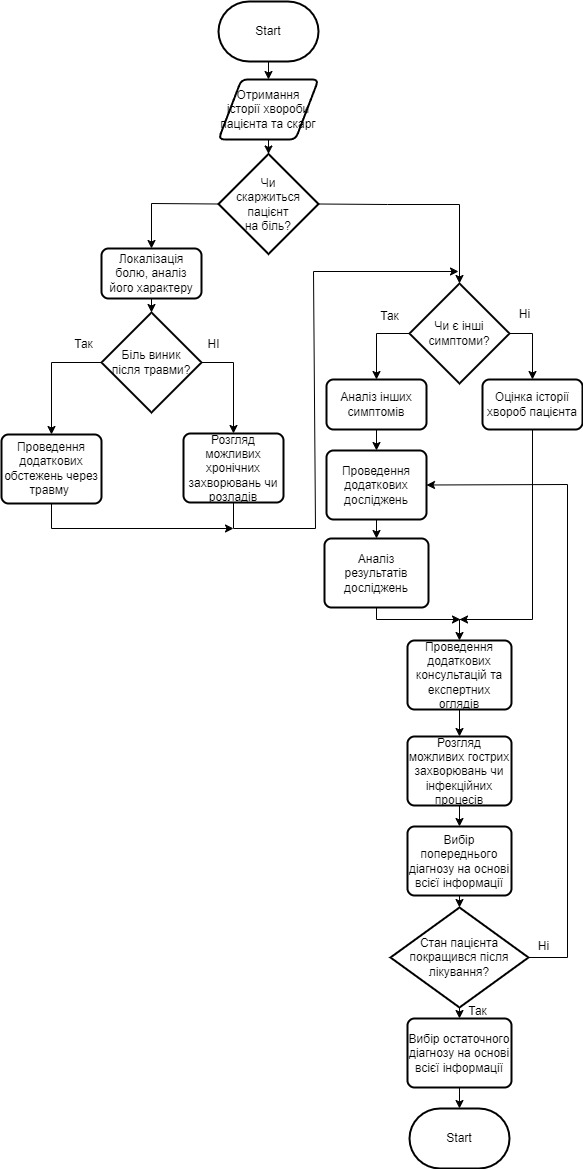 Start
Отримання
історії хвороби
пацієнта та скарг
Чи
скаржиться
пацієнт
на біль?
Локалізація
болю, аналіз
його характеру
Так
Біль виник
після травми?
НІ
Проведення
додаткових
обстежень через
травму
Розгляд
можливих
хронічних
захворювань чи
розладів
Так
Чи є інші
симптоми?
Ні
Аналіз інших
симптомів
Оцінка історії
хвороб пацієнта
Проведення
додаткових
досліджень
Аналіз
результатів
досліджень
Проведення
додаткових
консультацій та
експертних
оглядів
Розгляд
можливих гострих
захворювань чи
інфекційних
процесів
Вибір
попереднього
діагнозу на основі
всієї інформації
Стан пацієнта
покращився після
лікування?
Ні
Так
Вибір остаточного
діагнозу на основі
всієї інформації
Start